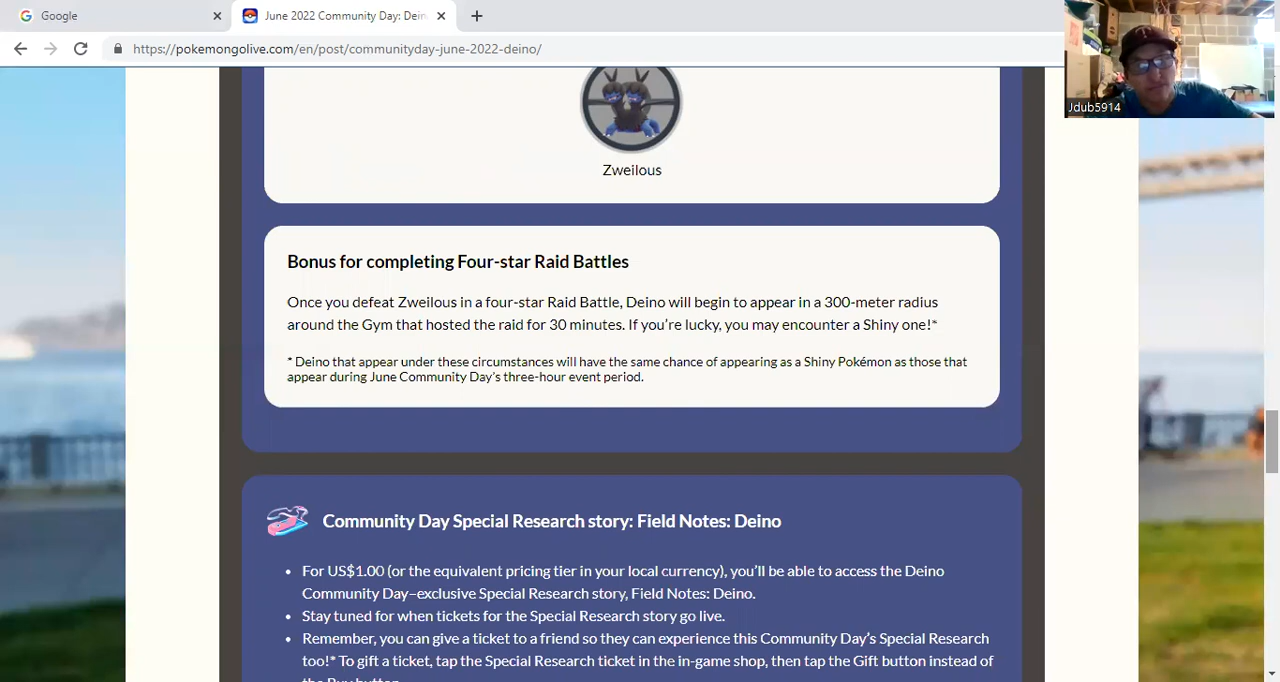 Google
June 2022 Community Day: Dein
https://pokemongolive.com/en/post/communityday-june-2022-deino/
Jdub5914
Zweilous
Bonus for completing Four-star Raid Battles
Once you defeat Zweilous in a four-star Raid Battle, Deino will begin to appear in a 300-meter radius
around the Gym that hosted the raid for 30 minutes. If you’re lucky, you may encounter a Shiny one!*
* Deino that appear under these circumstances will have the same chance of appearing as a Shiny Pokémon as those that
appear during June Community Day’s three-hour event period.
Community Day Special Research story: Field Notes: Deino
• For US$1.00 (or the equivalent pricing tier in your local currency), you’ll be able to access the Deino
Community Day–exclusive Special Research story, Field Notes: Deino.
• Stay tuned for when tickets for the Special Research story go live.
• Remember, you can give a ticket to a friend so they can experience this Community Day’s Special Research
too!* To gift a ticket, tap the Special Research ticket in the in-game shop, then tap the Gift button instead of
the Buy button.